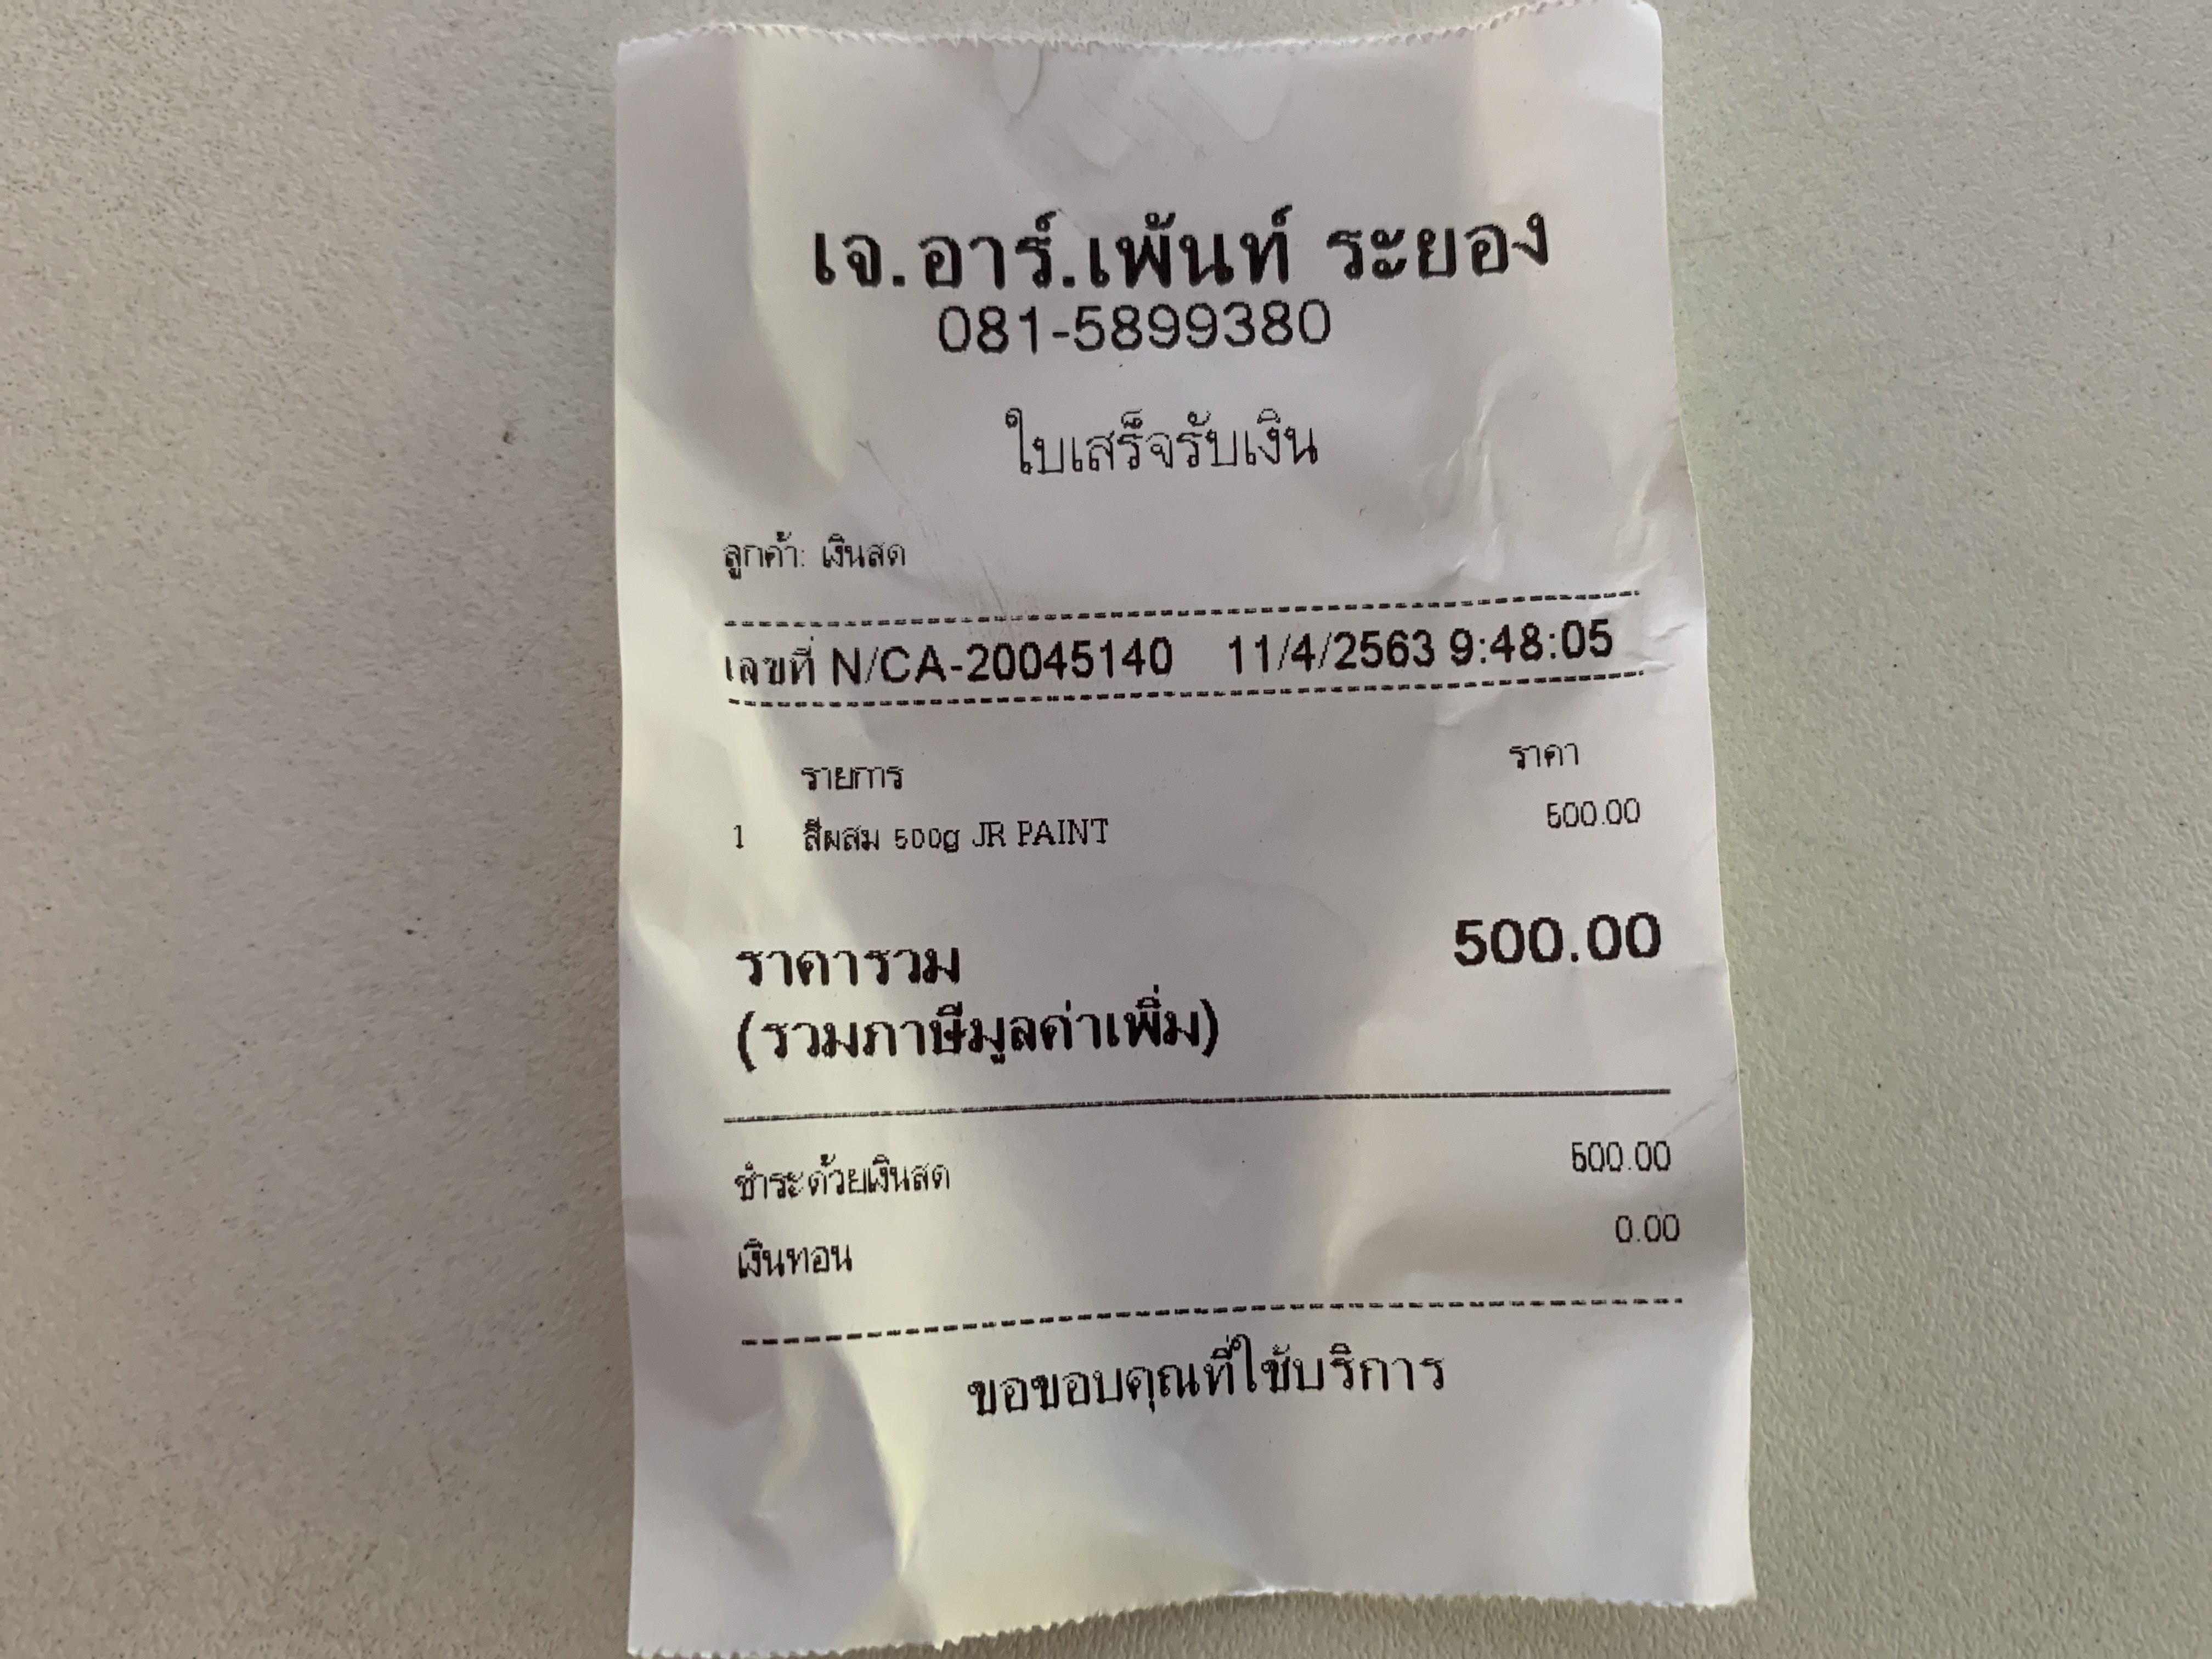 เจ.อาร์.เพ้นท์ ระยอง
081-5899380
ใบเสร็จรับเงิน
ลูกค้า: เงินสด
เลขที่ N/CA-20045140 11/4/2563 9:48:05
รายการ ราคา
1 สีผสม 500g JR PAINT 500.00
ราคารวม 500.00
(รวมภาษีมูลค่าเพิ่ม)
ชำระด้วยเงินสด 500.00
เงินทอน 0.00
ขอขอบคุณที่ใช้บริการ